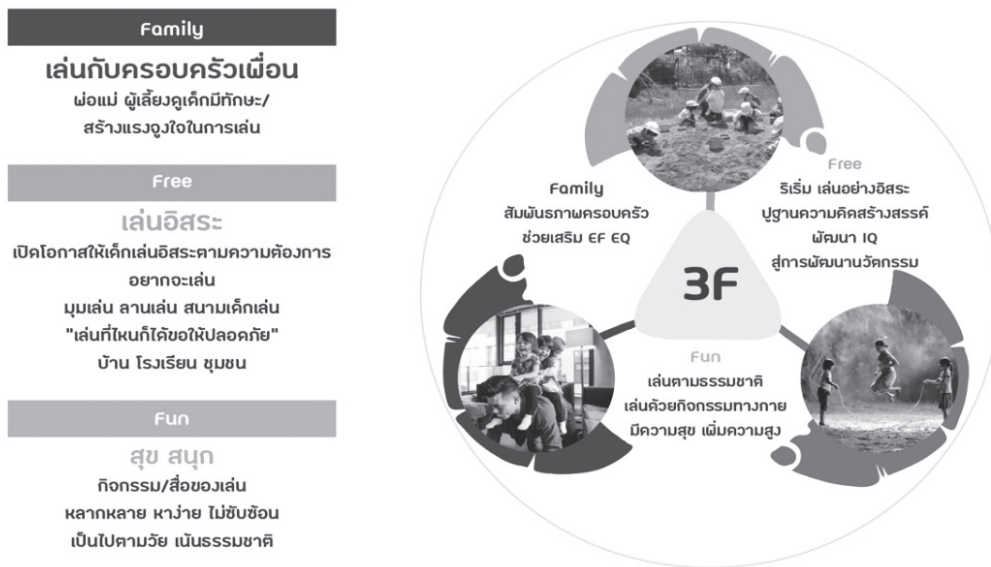 Family
เล่นกับครอบครัวเพื่อน
พ่อแม่ ผู้เลี้ยงดูเด็กมีทักษะ/
สร้างแรงจูงใจในการเล่น
Free
เล่นอิสระ
เปิดโอกาสให้เด็กเล่นอิสระตามความต้องการ
อยากจะเล่น
มุมเล่น ลานเล่น สนามเด็กเล่น
"เล่นที่ไหนก็ได้ขอให้ปลอดภัย"
บ้าน โรงเรียน ชุมชน
Fun
สุข สนุก
กิจกรรม/สื่อของเล่น
หลากหลาย หาง่าย ไม่ซับซ้อน
เป็นไปตามวัย เน้นธรรมชาติ
Family
สัมพันธภาพครอบครัว
ช่วยเสริม EF EQ
Free
ริเริ่ม เล่นอย่างอิสระ
ปูฐานความคิดสร้างสรรค์
พัฒนา IQ
สู่การพัฒนานวัตกรรม
3F
Fun
เล่นตามธรรมชาติ
เล่นด้วยกิจกรรมทางกาย
มีความสุข เพิ่มความสูง